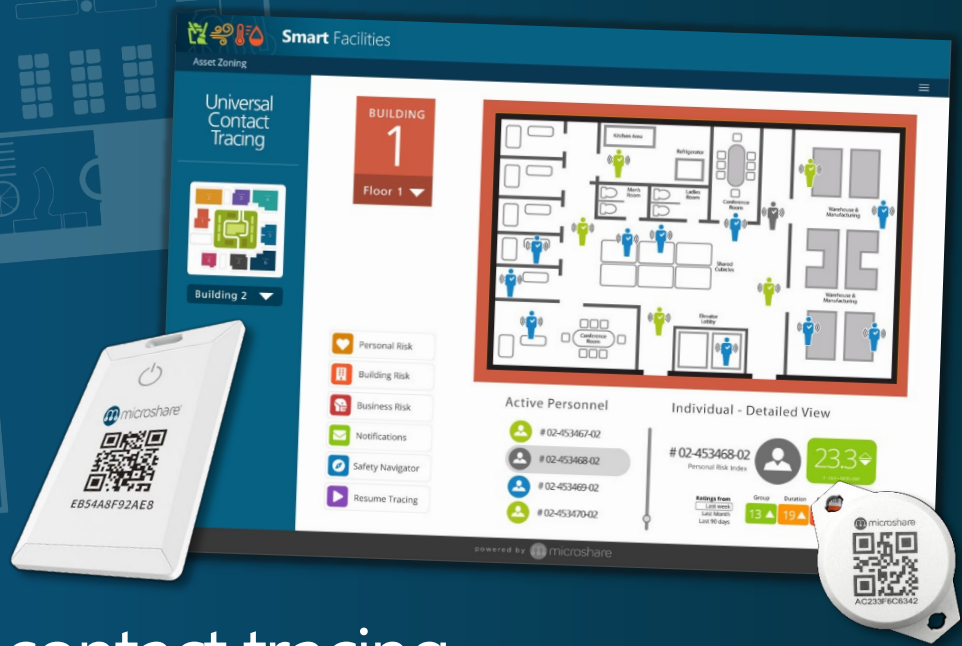 Smart Facilities
Asset Zoning
Universal
Contact
Tracing
Building 2
BUILDING
1
Floor 1
Kitchen Area
Refrigerator
Men's
Room
Ladies
Room
Conference
Room
Warehouse &
Manufacturing
Shared
Cubicles
Warehouse &
Manufacturing
Elevator
Lobby
Conference
Room
Personal Risk
Building Risk
Business Risk
Notifications
Safety Navigator
Resume Tracing
Active Personnel
# 02-453467-02
# 02-453468-02
# 02-453469-02
# 02-453470-02
Individual - Detailed View
# 02-453468-02
Personal Risk Index
23.3
Ratings from
Last week
Last Month
Last 90 days
Group
13
Duration
19
powered by microshare
microshare
EB54A8F92AE8
microshare
AC233F6C6342
contact tracing